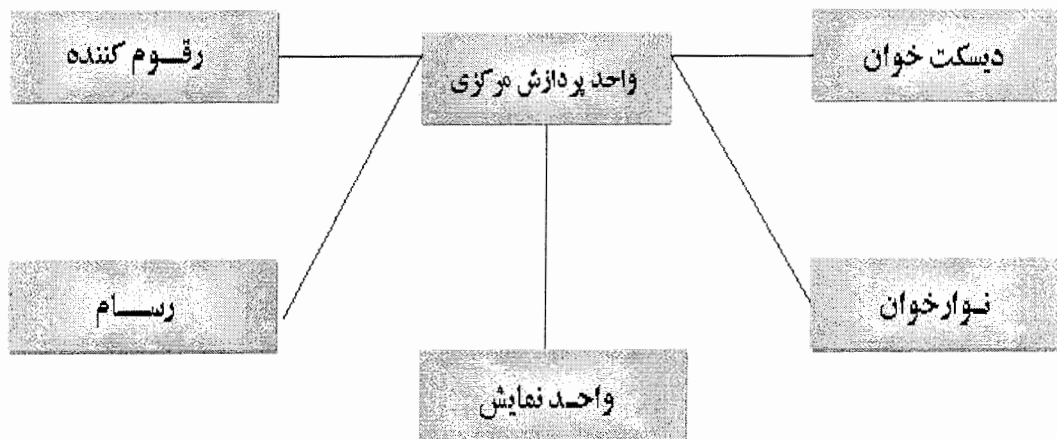 دیسکت خوان
واحد پردازش مرکزی
رقوم کننده
نوارخوان
رسام
واحد نمایش